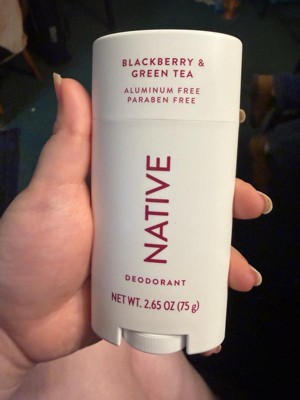 BLACKBERRY &
GREEN TEA
ALUMINUM FREE
PARABEN FREE
NATIVE
DEODORANT
NET WT. 2.65 OZ (75 g)